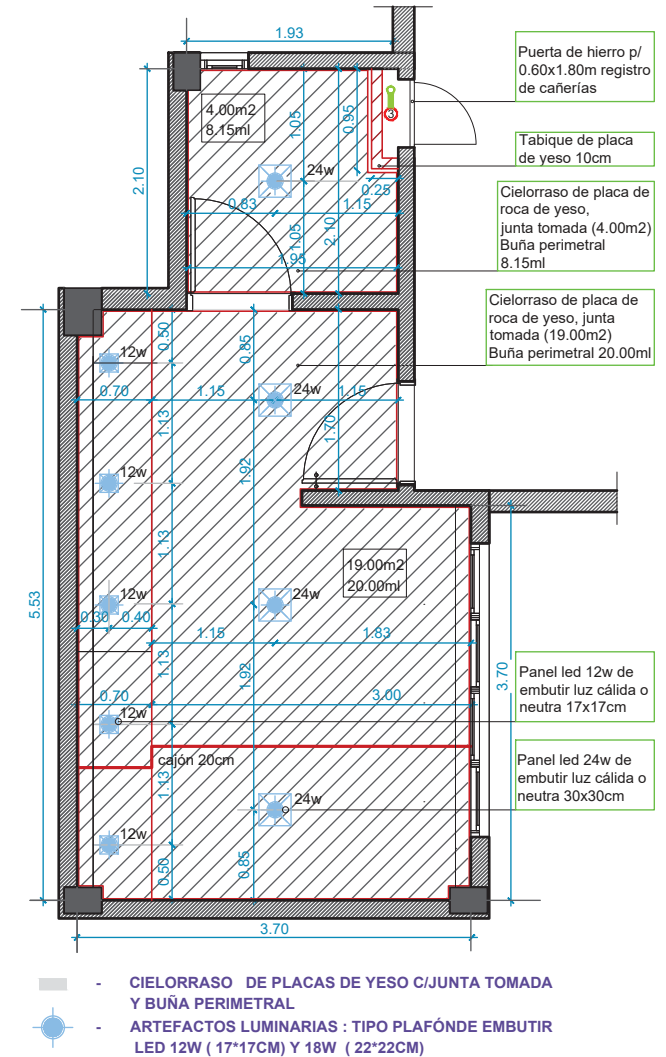 1.93
Puerta de hierro p/
0.60x1.80m registro
de cañerías
4.00m2
8.15ml
1.05
0.95
3
Tabique de placa
de yeso 10cm
2.10
24w
0.25
0.83
1.15
Cielorraso de placa de
roca de yeso,
junta tomada (4.00m2)
Buña perimetral
8.15ml
1.05
2.10
1.95
Cielorraso de placa de
roca de yeso, junta
tomada (19.00m2)
Buña perimetral 20.00ml
0.50
0.85
12w
0.70
1.15
24w
1.15
1.13
1.70
12w
1.92
1.13
19.00m2
20.00ml
12w
24w
5.53
0.30
0.40
1.15
1.83
1.13
1.92
3.70
Panel led 12w de
embutir luz cálida o
neutra 17x17cm
0.70
3.00
12w
cajón 20cm
Panel led 24w de
embutir luz cálida o
neutra 30x30cm
1.13
24w
12w
0.50
0.85
3.70
- CIELORRASO DE PLACAS DE YESO C/JUNTA TOMADA
Y BUÑA PERIMETRAL
- ARTEFACTOS LUMINARIAS : TIPO PLAFÓNDE EMBUTIR
LED 12W ( 17*17CM) Y 18W ( 22*22CM)